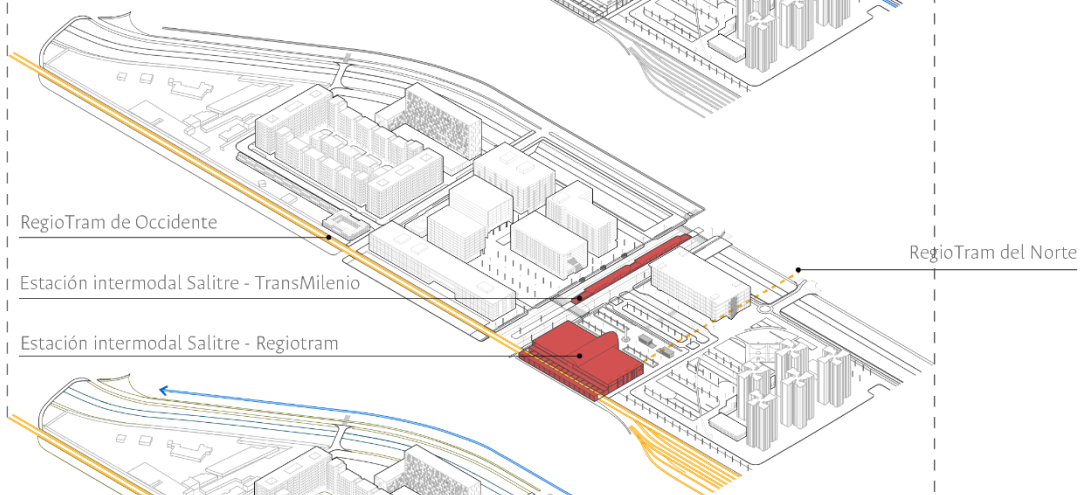 RegioTram de Occidente
RegioTram del Norte
Estación intermodal Salitre - TransMilenio
Estación intermodal Salitre - Regiotram